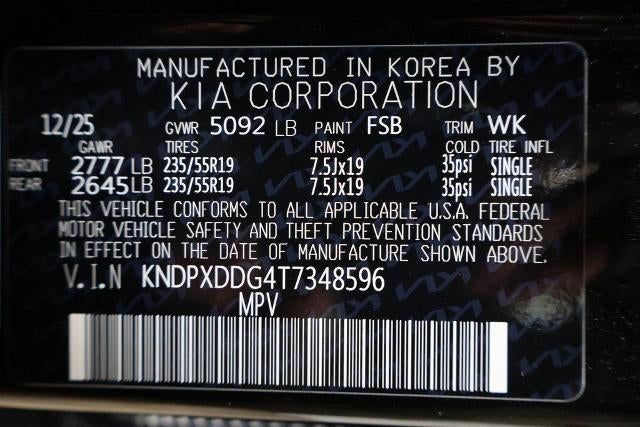 MANUFACTURED IN KOREA BY
KIA CORPORATION
12/25 GVWR 5092 LB PAINT FSB TRIM WK
GAWR TIRES RIMS COLD TIRE INFL
FRONT 2777 LB 235/55R19 7.5Jx19 35psi SINGLE
REAR 2645 LB 235/55R19 7.5Jx19 35psi SINGLE
THIS VEHICLE CONFORMS TO ALL APPLICABLE U.S.A. FEDERAL
MOTOR VEHICLE SAFETY AND THEFT PREVENTION STANDARDS
IN EFFECT ON THE DATE OF MANUFACTURE SHOWN ABOVE.
V.I.N KNDPXDDG4T7348596
MPV